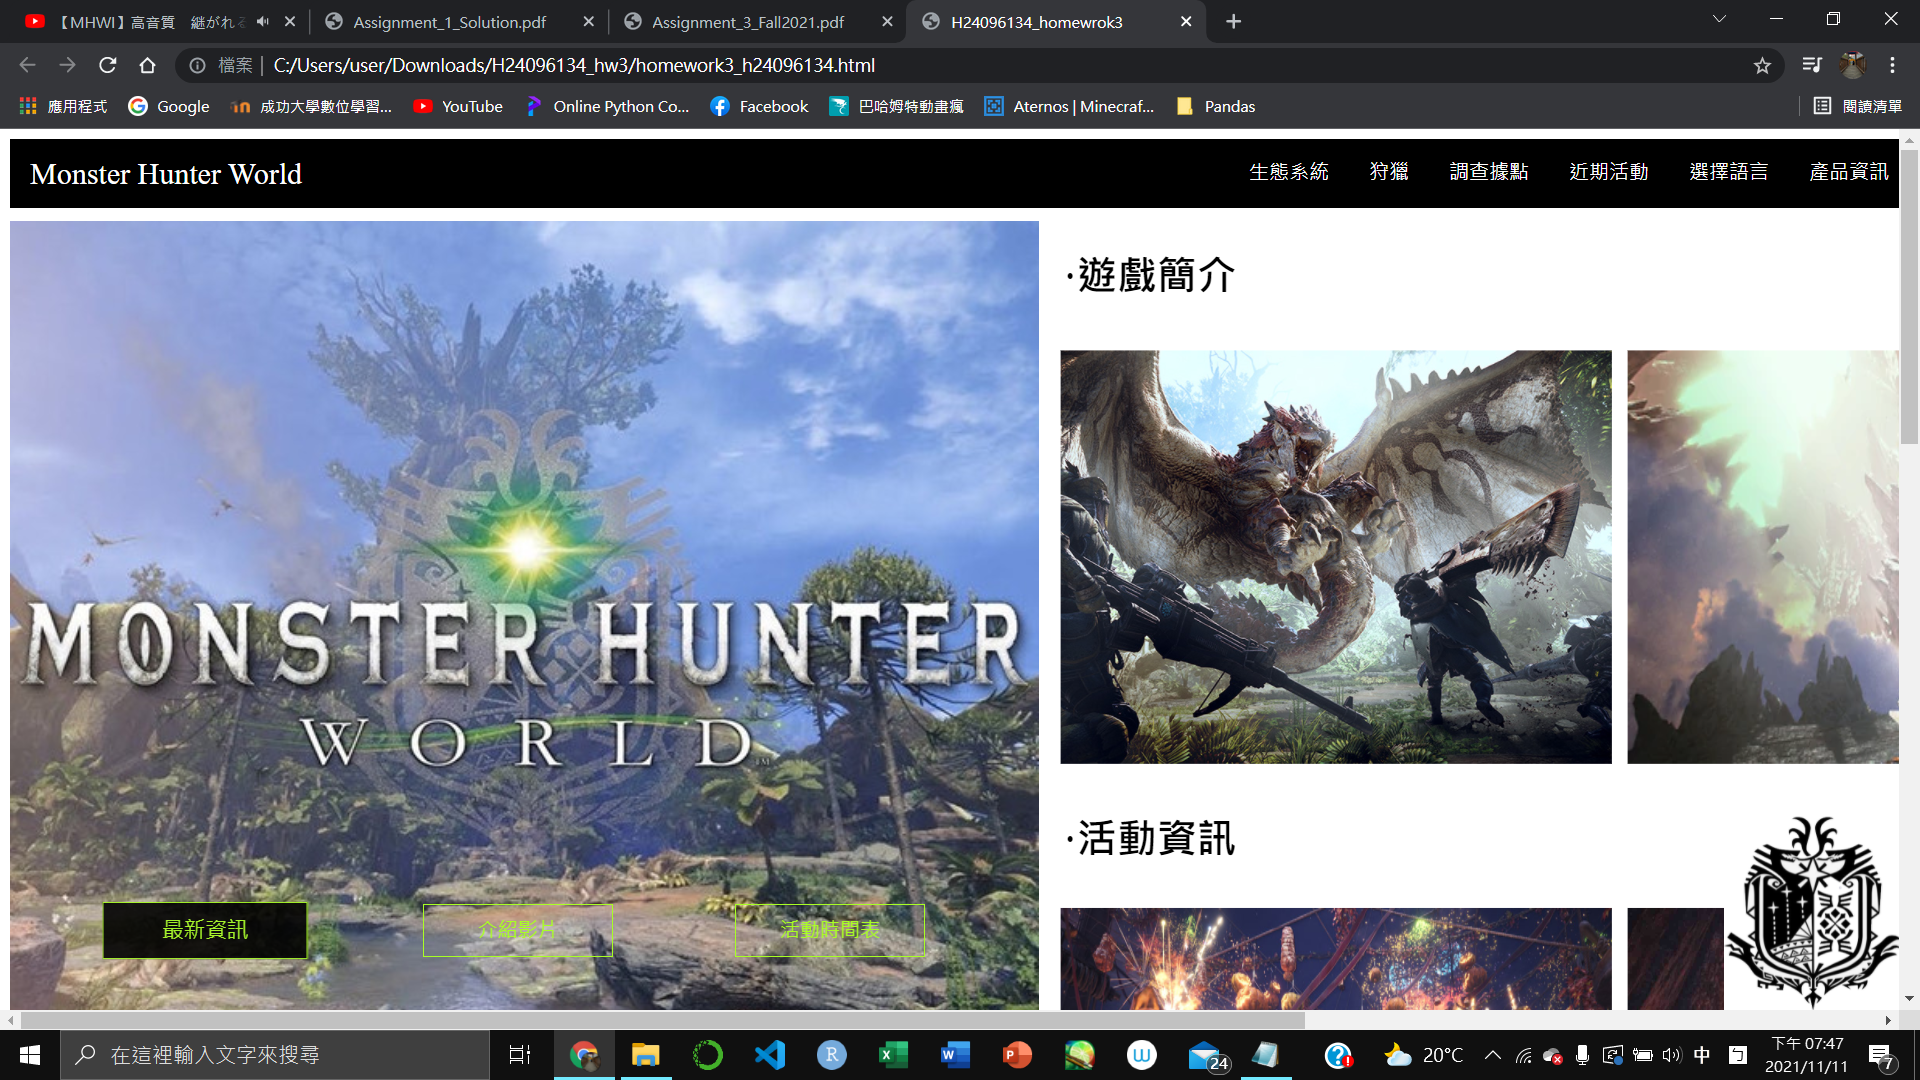 【MHWI】高音質 継がれる
Assignment_1_Solution.pdf
Assignment_3_Fall2021.pdf
H24096134_homewrok3
檔案 | C:/Users/user/Downloads/H24096134_hw3/homework3_h24096134.html
應用程式
Google
成功大學數位學習...
YouTube
Online Python Co...
Facebook
巴哈姆特動畫瘋
Aternos | Minecraf...
Pandas
閱讀清單
Monster Hunter World
生態系統
狩獵
調查據點
近期活動
選擇語言
產品資訊
·遊戲簡介
MONSTER HUNTER
WORLD
TM
·活動資訊
最新資訊
介紹影片
活動時間表
在這裡輸入文字來搜尋
24
20°C
中
下午 07:47
2021/11/11
7